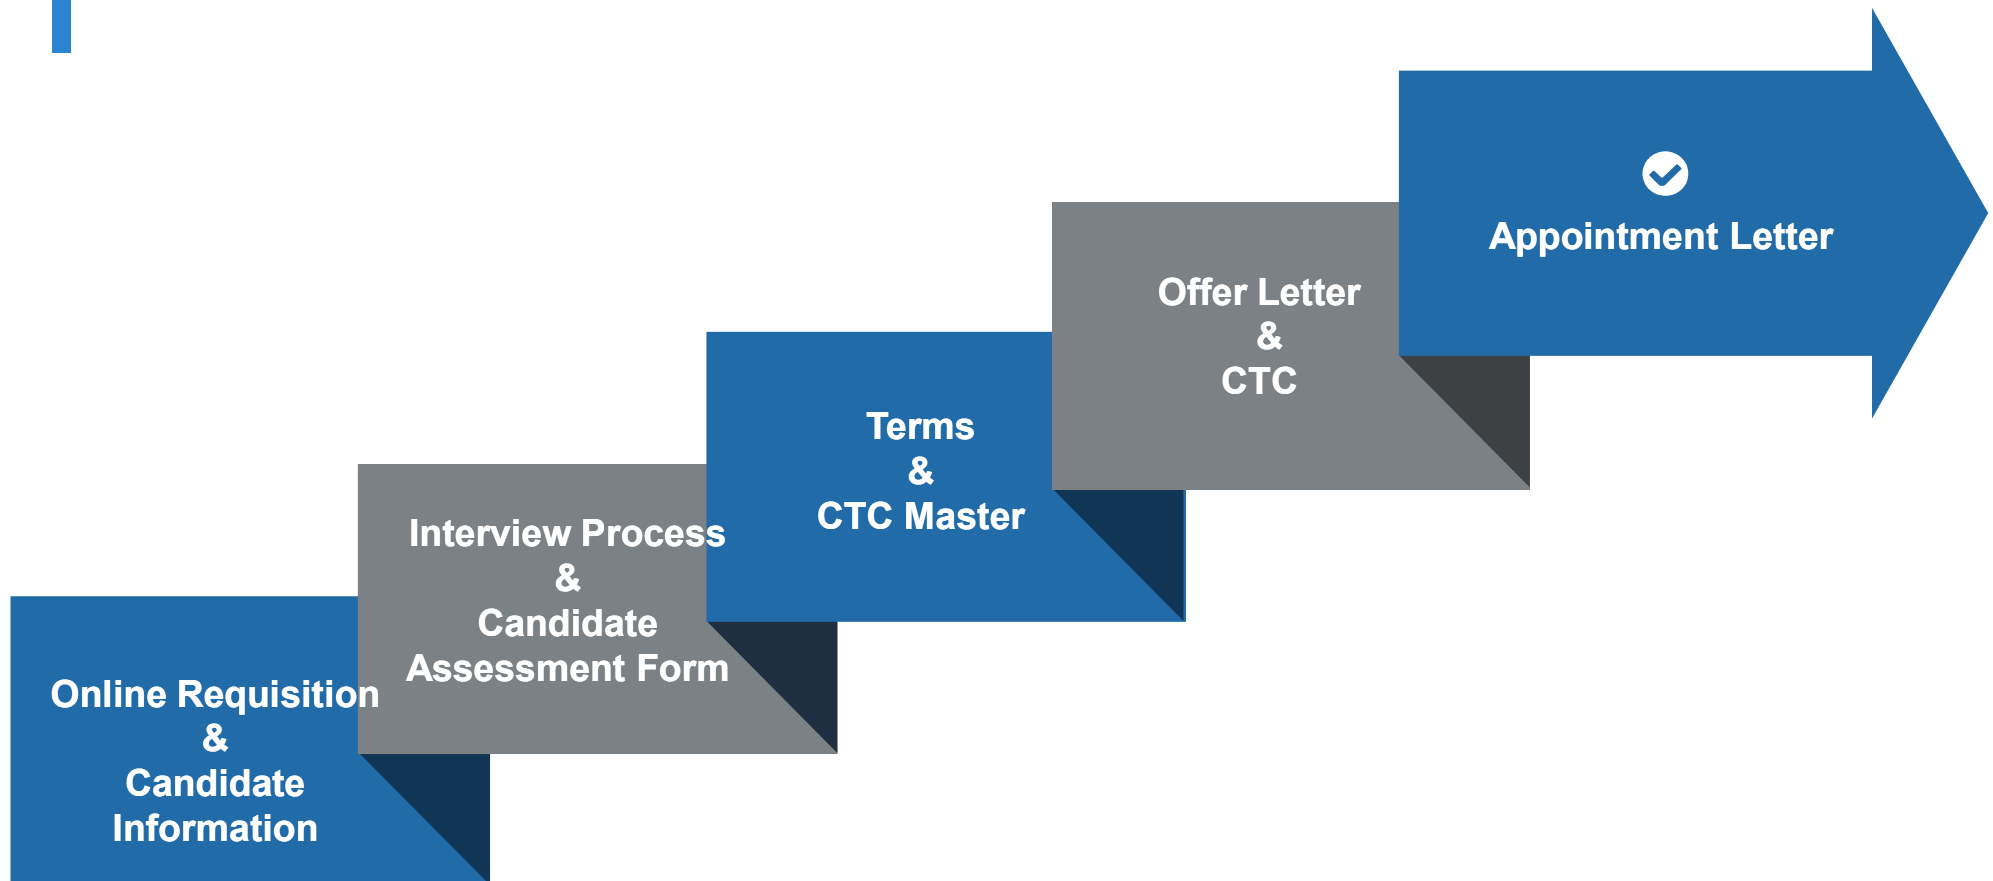 Online Requisition
&
Candidate
Information
Interview Process
&
Candidate
Assessment Form
Terms
&
CTC Master
Offer Letter
&
CTC
Appointment Letter